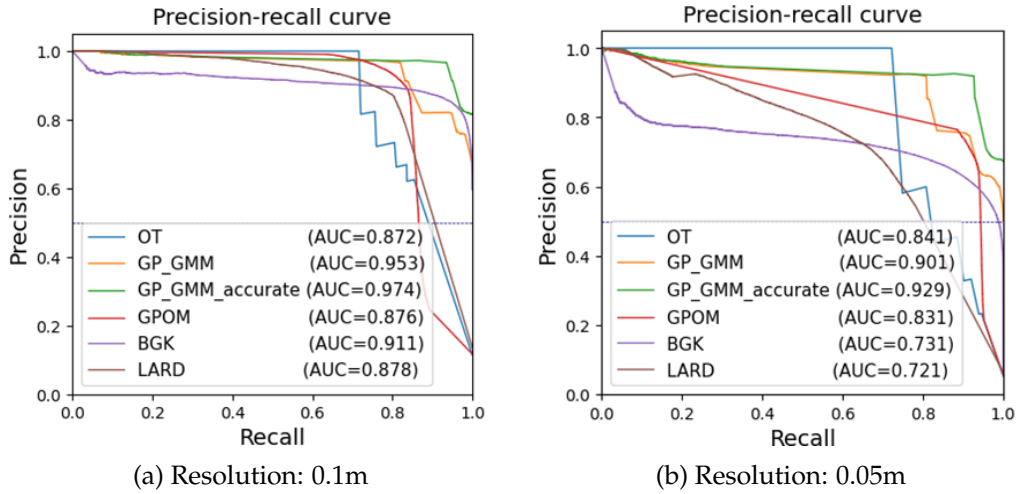 Precision-recall curve
1.0
0.8
0.6
0.4
0.2
0.0
Precision
OT (AUC=0.872)
GP_GMM (AUC=0.953)
GP_GMM_accurate (AUC=0.974)
GPOM (AUC=0.876)
BGK (AUC=0.911)
LARD (AUC=0.878)
0.0 0.2 0.4 0.6 0.8 1.0
Recall
(a) Resolution: 0.1m
Precision-recall curve
1.0
0.8
0.6
0.4
0.2
0.0
Precision
OT (AUC=0.841)
GP_GMM (AUC=0.901)
GP_GMM_accurate (AUC=0.929)
GPOM (AUC=0.831)
BGK (AUC=0.731)
LARD (AUC=0.721)
0.0 0.2 0.4 0.6 0.8 1.0
Recall
(b) Resolution: 0.05m